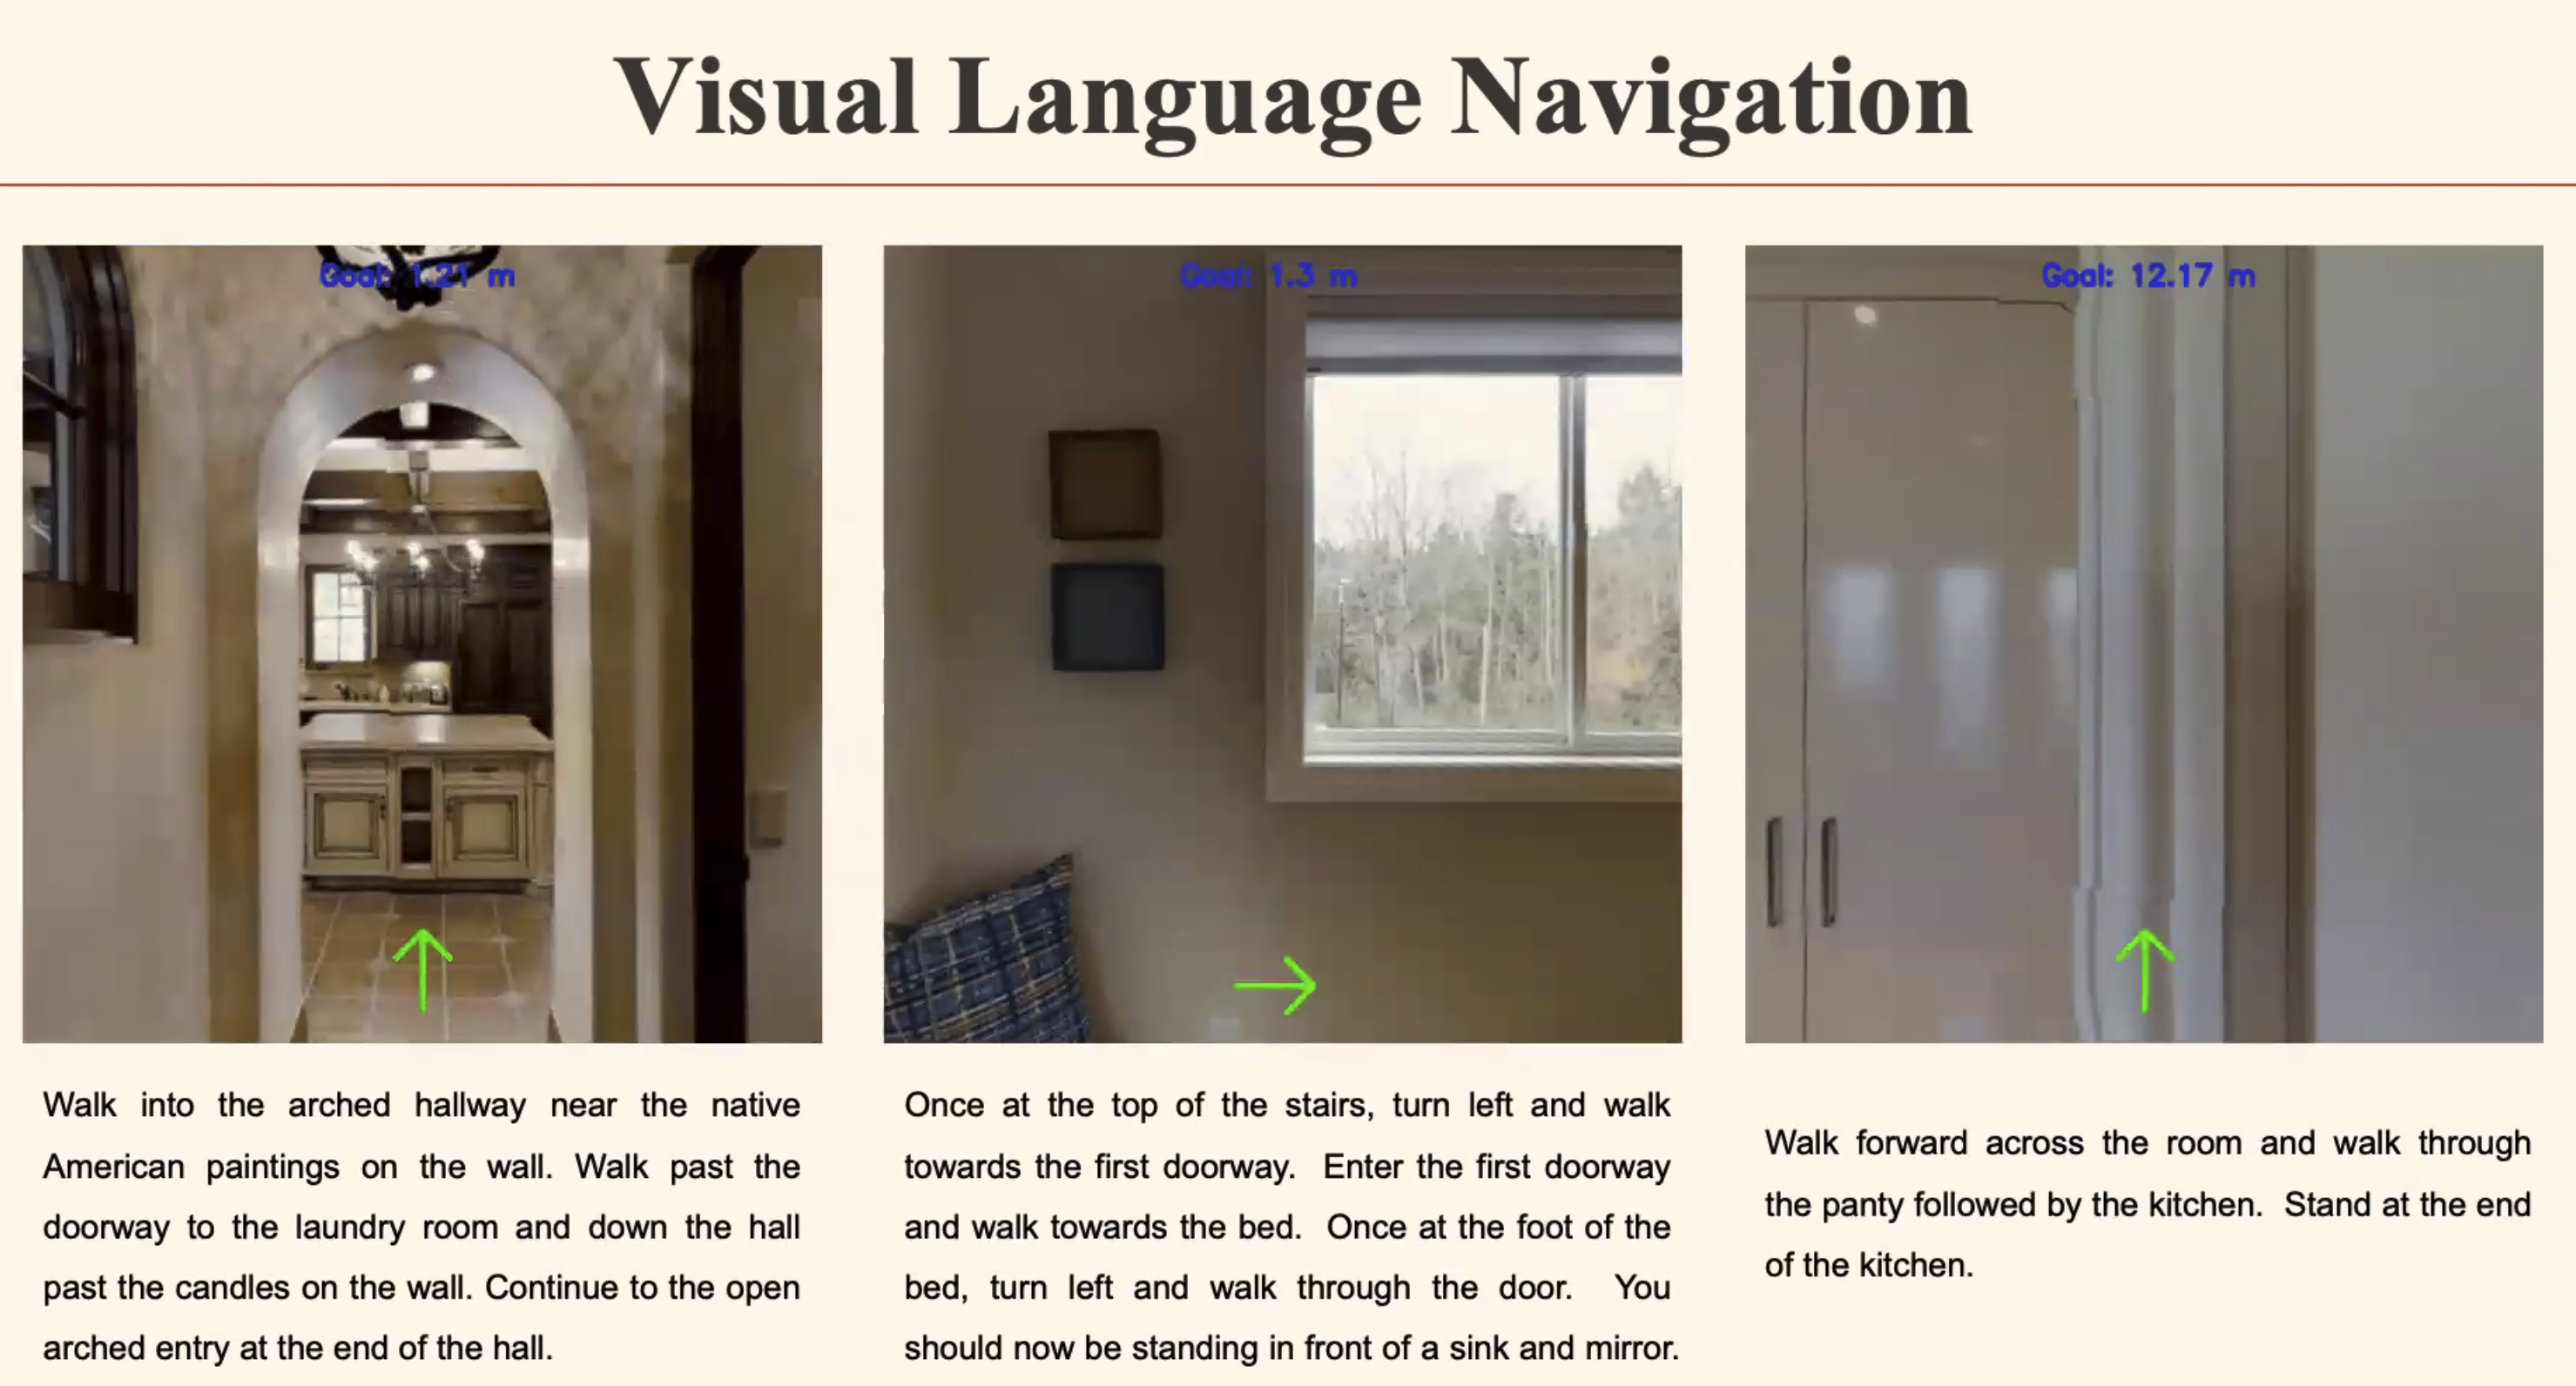 Visual Language Navigation
Goal: 1.21 m
Goal: 1.3 m
Goal: 12.17 m
Walk into the arched hallway near the native
American paintings on the wall. Walk past the
doorway to the laundry room and down the hall
past the candles on the wall. Continue to the open
arched entry at the end of the hall.
Once at the top of the stairs, turn left and walk
towards the first doorway.  Enter the first doorway
and walk towards the bed.  Once at the foot of the
bed, turn left and walk through the door.  You
should now be standing in front of a sink and mirror.
Walk forward across the room and walk through
the panty followed by the kitchen.  Stand at the end
of the kitchen.